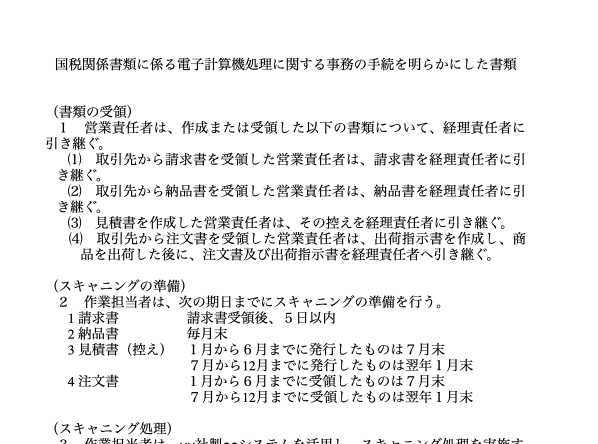 国税関係書類に係る電子計算機処理に関する事務の手続を明らかにした書類
（書類の受領）
１　営業責任者は、作成または受領した以下の書類について、経理責任者に
引き継ぐ。
⑴　取引先から請求書を受領した営業責任者は、請求書を経理責任者に引
き継ぐ。
⑵　取引先から納品書を受領した営業責任者は、納品書を経理責任者に引
き継ぐ。
⑶　見積書を作成した営業責任者は、その控えを経理責任者に引き継ぐ。
⑷　取引先から注文書を受領した営業責任者は、出荷指示書を作成し、商
品を出荷した後に、注文書及び出荷指示書を経理責任者へ引き継ぐ。
（スキャニングの準備）
２　作業担当者は、次の期日までにスキャニングの準備を行う。
1 請求書　　　　　請求書受領後、５日以内
2 納品書　　　　　毎月末
3 見積書（控え）　１月から６月までに発行したものは７月末
７月から12月までに発行したものは翌年１月末
4 注文書　　　　　１月から６月までに受領したものは７月末
７月から12月までに受領したものは翌年１月末
（スキャニング処理）
３　作業担当者は、　社製　システムを活用し、スキャニング処理を実施す